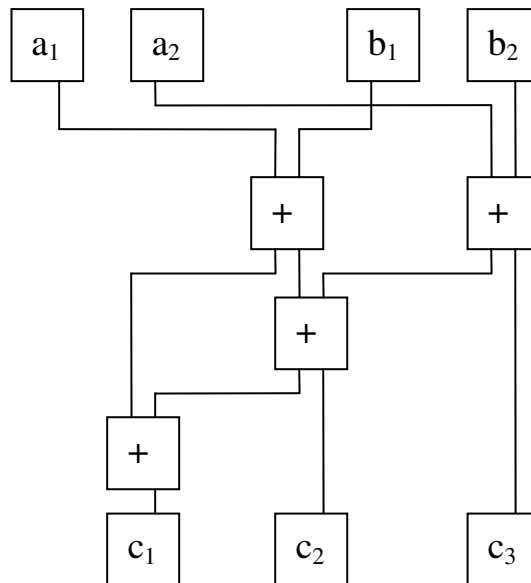 a₁ a₂ b₁ b₂
+ +
+
+
c₁ c₂ c₃